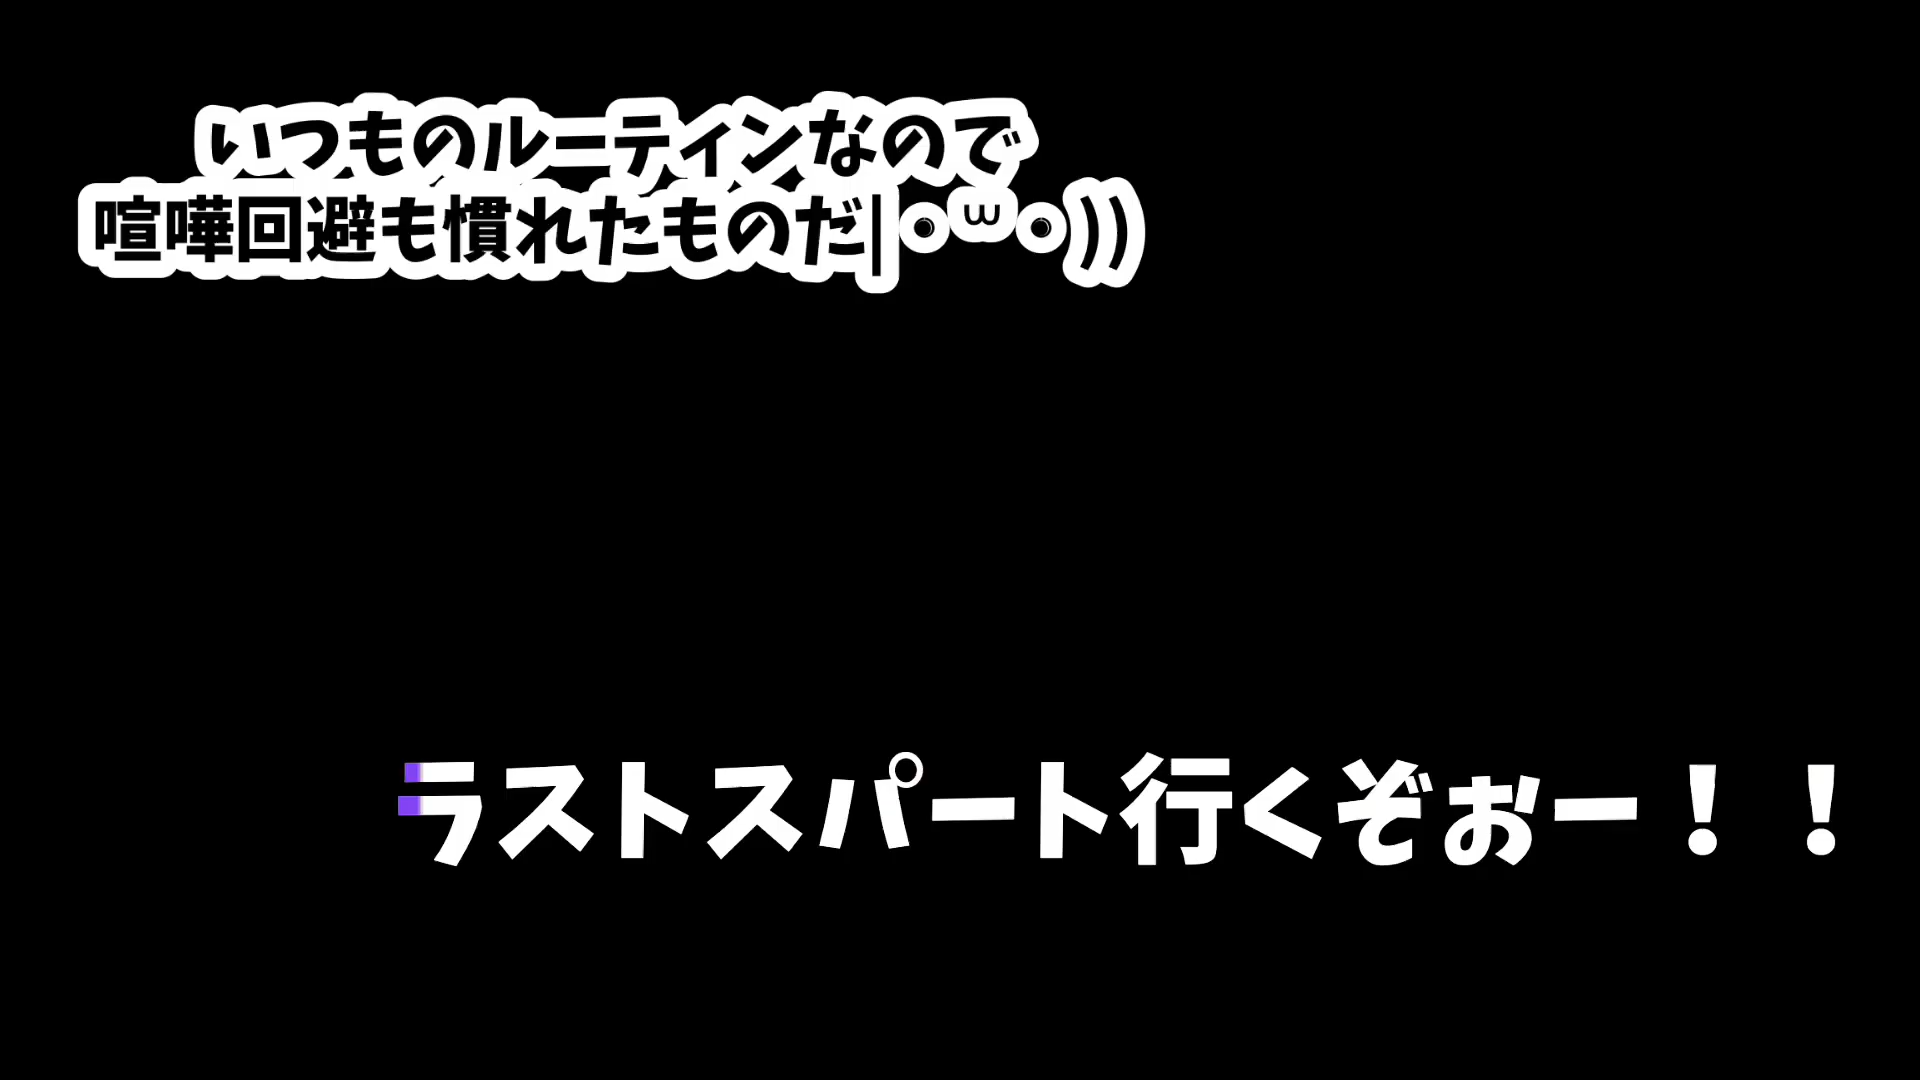 いつものルーティンなので
喧嘩回避も慣れたものだ|•꒳•))
ラストスパート行くぞぉー！！